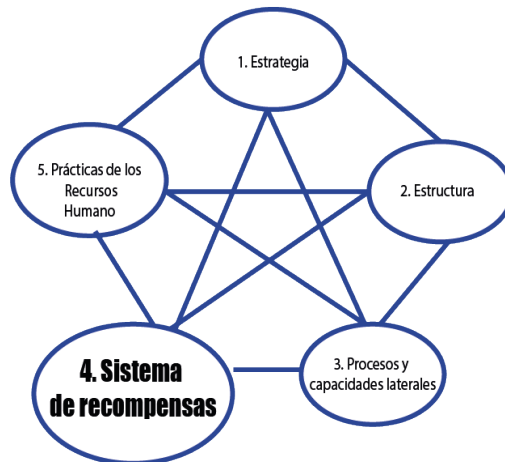 1. Estrategia
5. Prácticas de los
Recursos
Humano
2. Estructura
4. Sistema
de recompensas
3. Procesos y
capacidades laterales